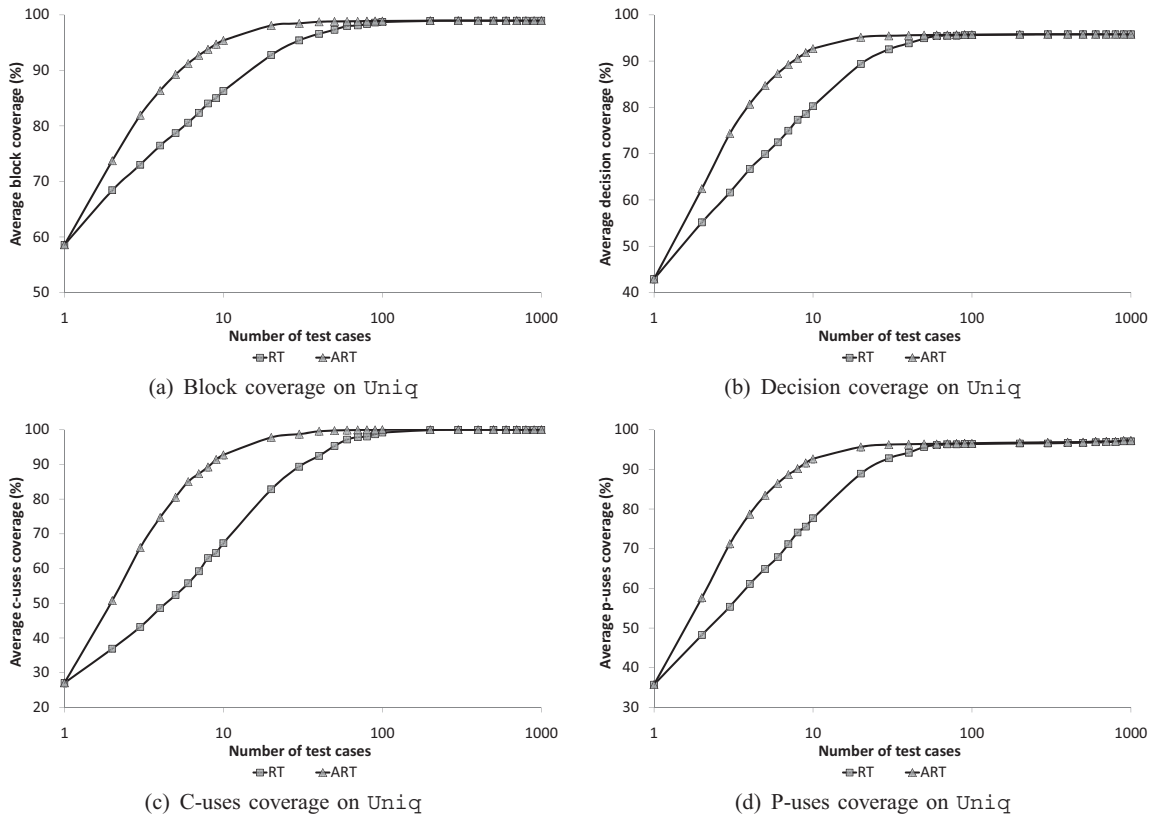 Average block coverage (%)
100
90
80
70
60
50
1 10 100 1000
Number of test cases
RT ART
(a) Block coverage on Uniq
Average decision coverage (%)
100
90
80
70
60
50
40
1 10 100 1000
Number of test cases
RT ART
(b) Decision coverage on Uniq
Average c-uses coverage (%)
100
90
80
70
60
50
40
30
20
1 10 100 1000
Number of test cases
RT ART
(c) C-uses coverage on Uniq
Average p-uses coverage (%)
100
90
80
70
60
50
40
30
1 10 100 1000
Number of test cases
RT ART
(d) P-uses coverage on Uniq